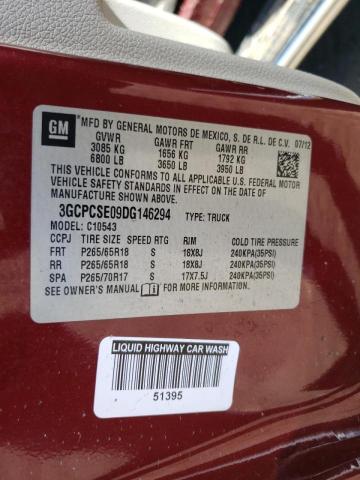 GM
MFD BY GENERAL MOTORS DE MEXICO, S. DE R.L. DE C.V. 07/12
GVWR GAWR FRT GAWR RR
3085 KG 1656 KG 1792 KG
6800 LB 3650 LB 3950 LB
THIS VEHICLE CONFORMS TO ALL APPLICABLE U.S. FEDERAL
MOTOR VEHICLE SAFETY STANDARDS IN EFFECT ON THE DATE OF
MANUFACTURE SHOWN ABOVE.
3GCPCSE09DG146294 TYPE: TRUCK
MODEL: C10543
CCPJ TIRE SIZE SPEED RTG RIM COLD TIRE PRESSURE
FRT P265/65R18 S 18X8J 240KPA(35PSI)
RR P265/65R18 S 18X8J 240KPA(35PSI)
SPA P265/70R17 S 17X7.5J 240KPA(35PSI)
SEE OWNER'S MANUAL FOR MORE INFORMATION.
LIQUID HIGHWAY CAR WASH
51395